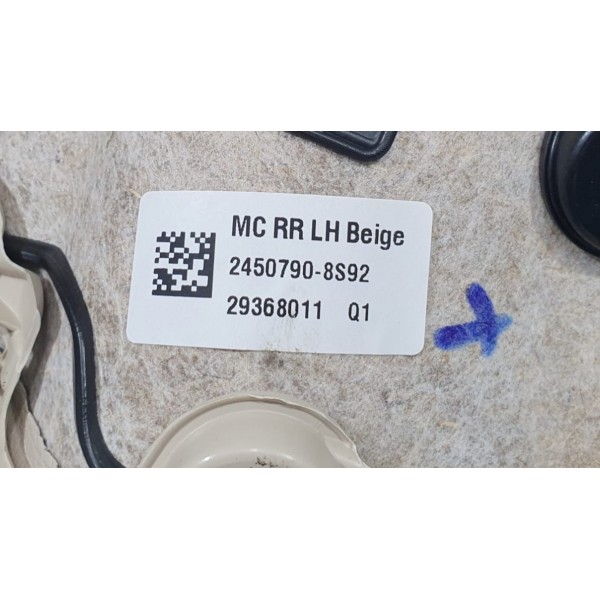 MC RR LH Beige
2450790-8S92
29368011 Q1